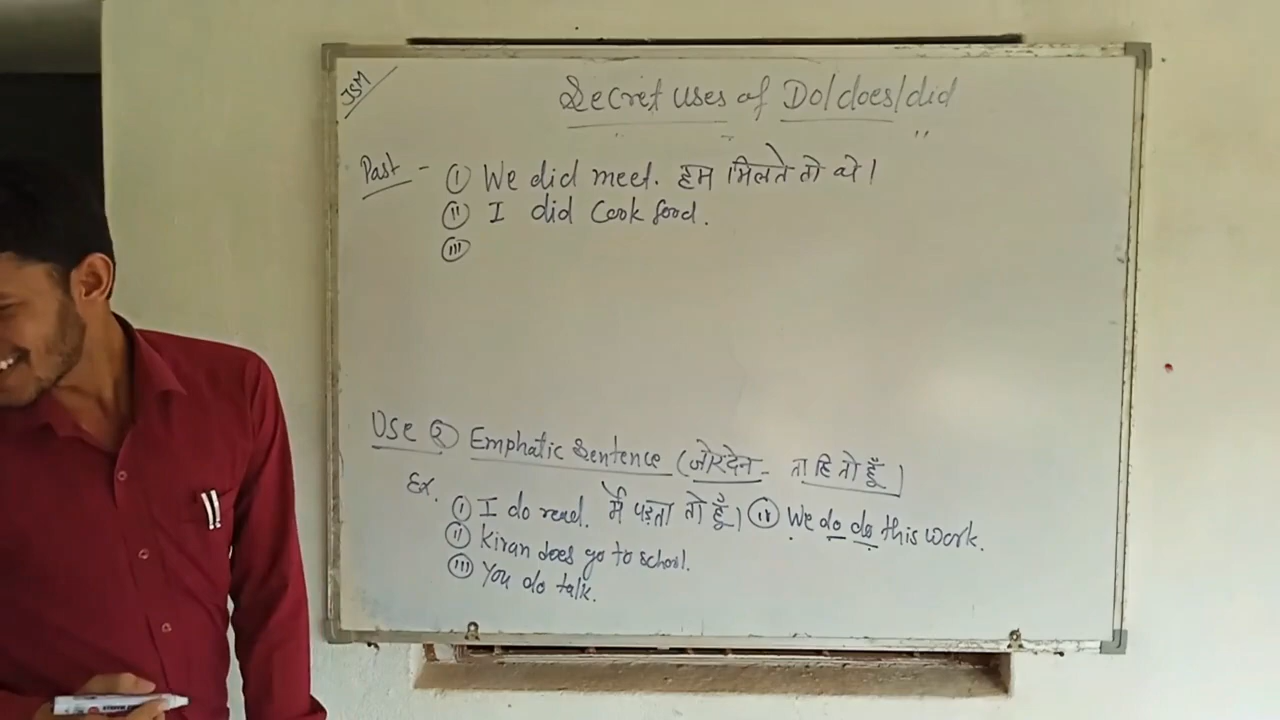 JSM
Secret uses of Do/does/did
Past - (i) We did meet. हम मिलते तो थे।
(ii) I did Cook food.
(iii)
Use ② Emphatic Sentence (जोरदेन - ता हि तो हूँ)
Ex.
(i) I do read. मैं पढ़ता तो हूँ। (iv) We do do this work.
(ii) Kiran does go to school.
(iii) You do talk.